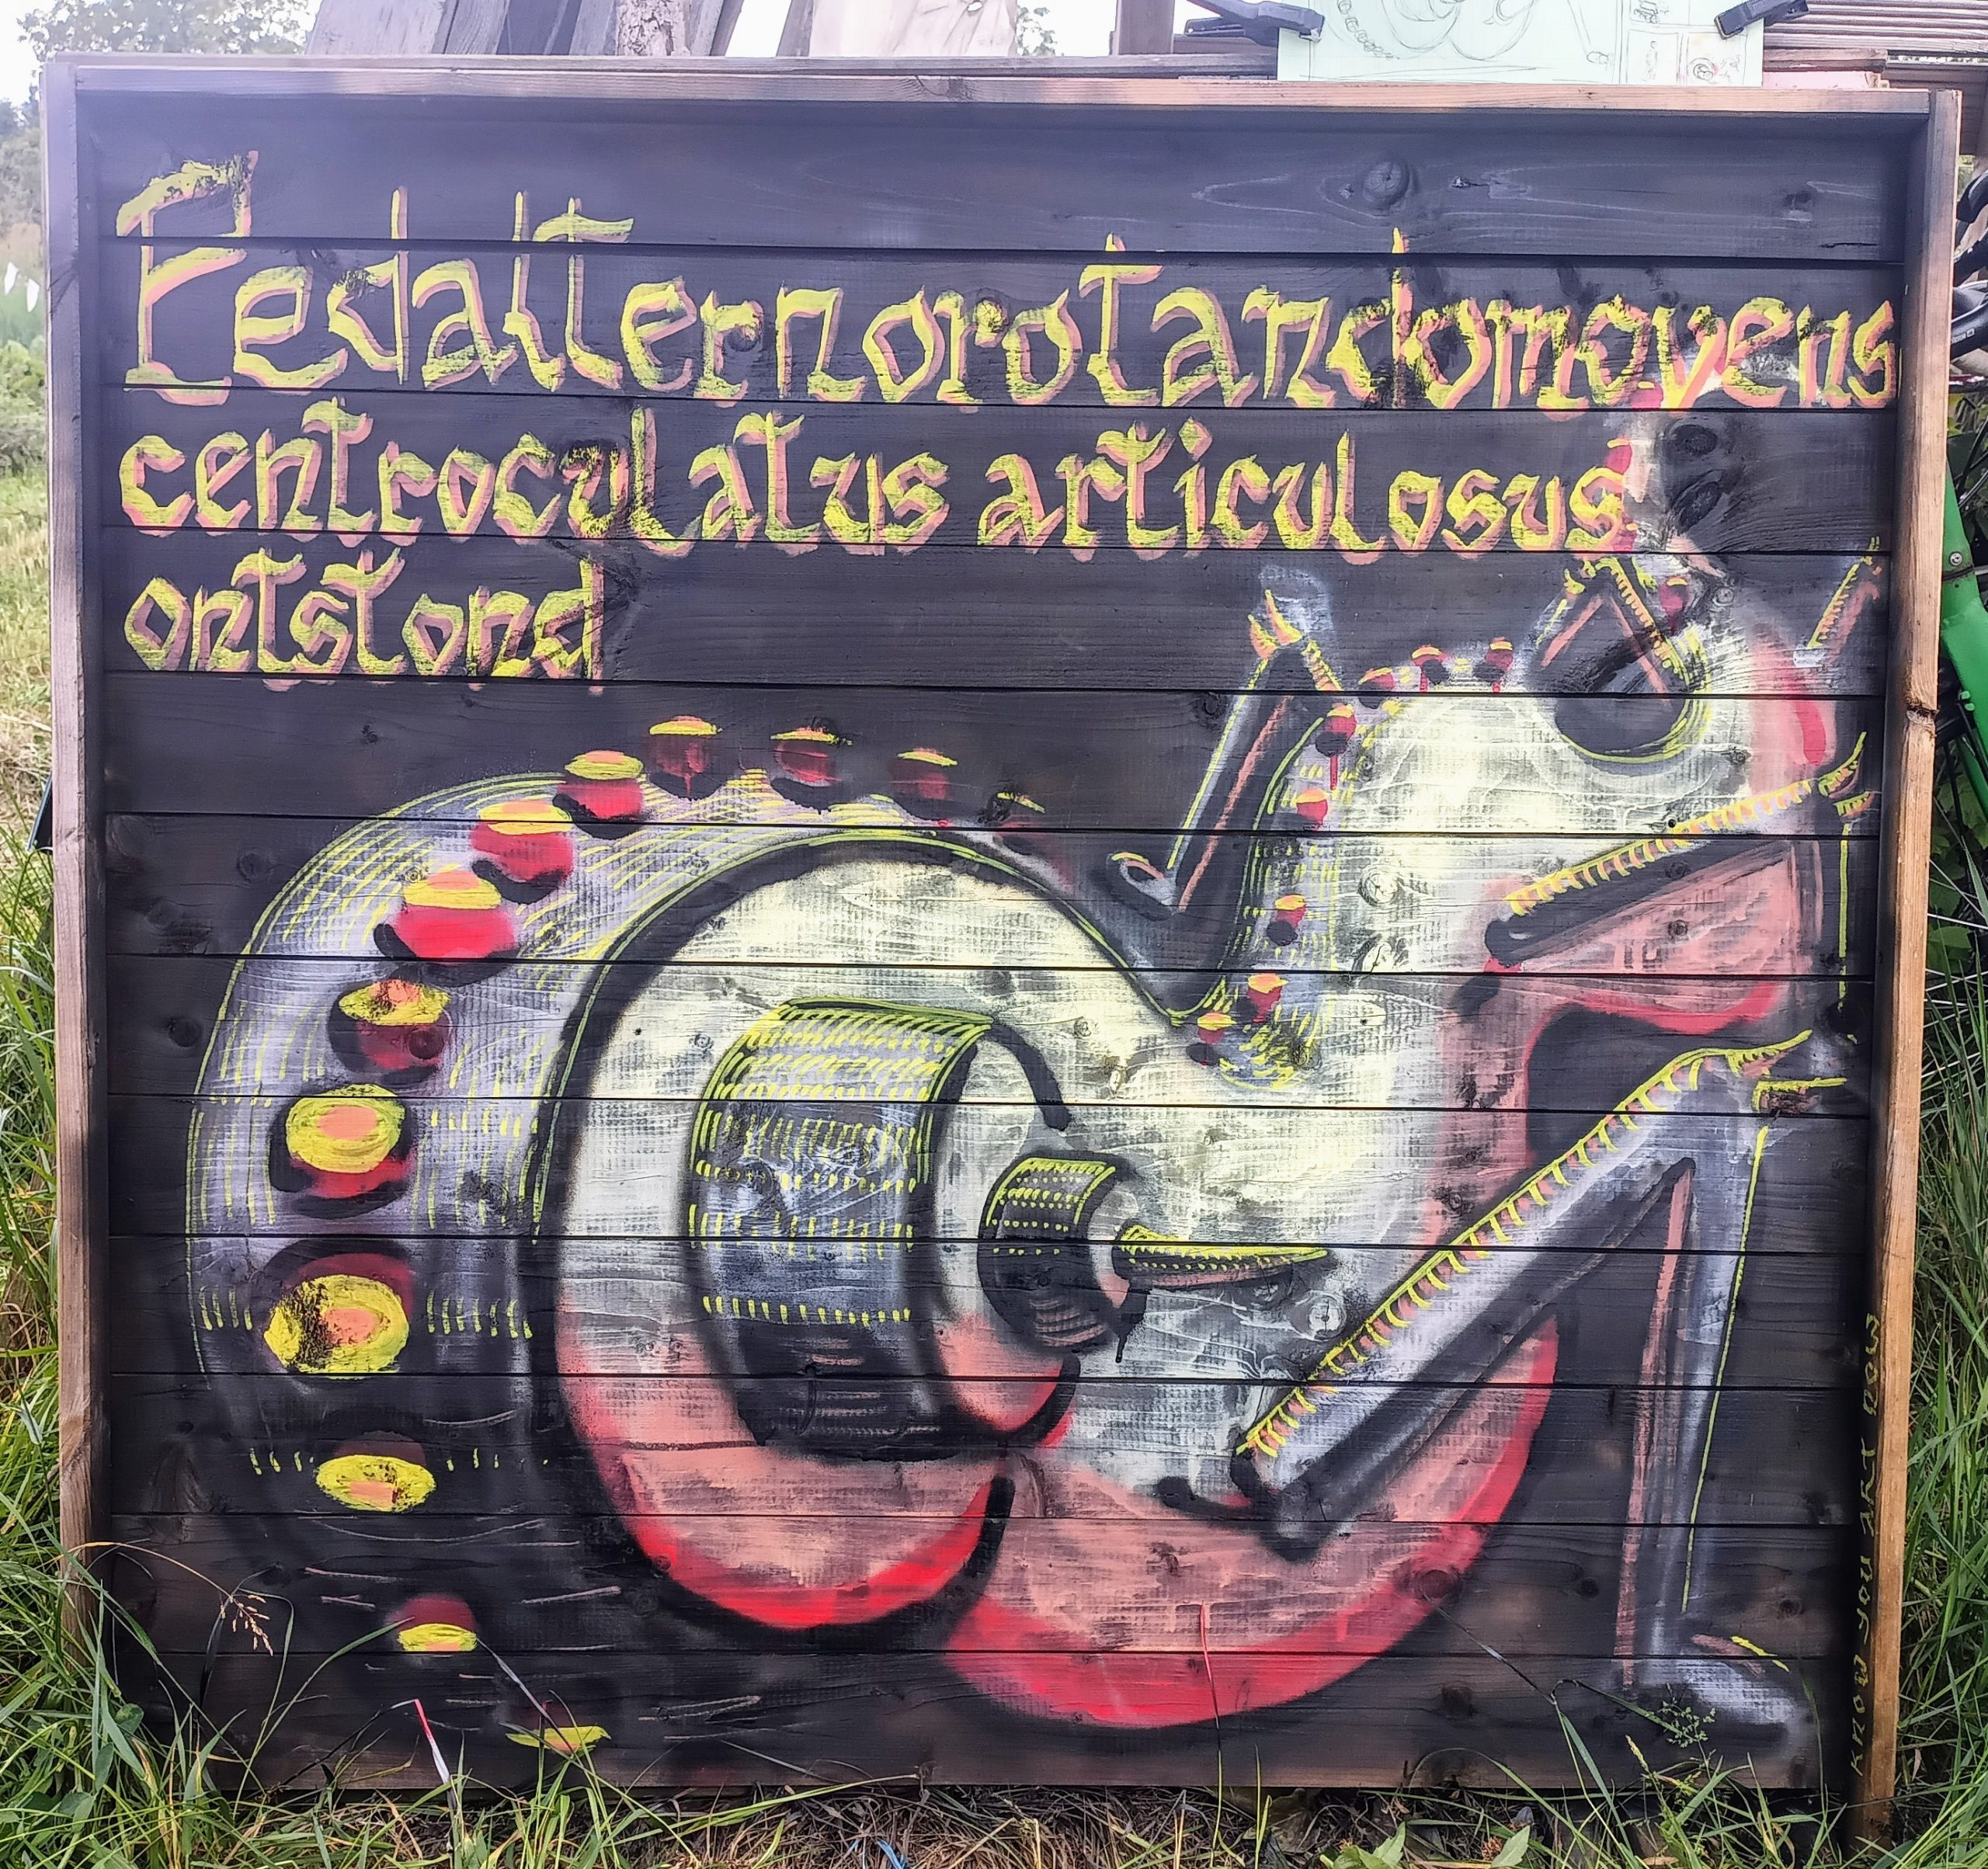 Pedalternorotandomovens
centroculatus articulosus
ontstond